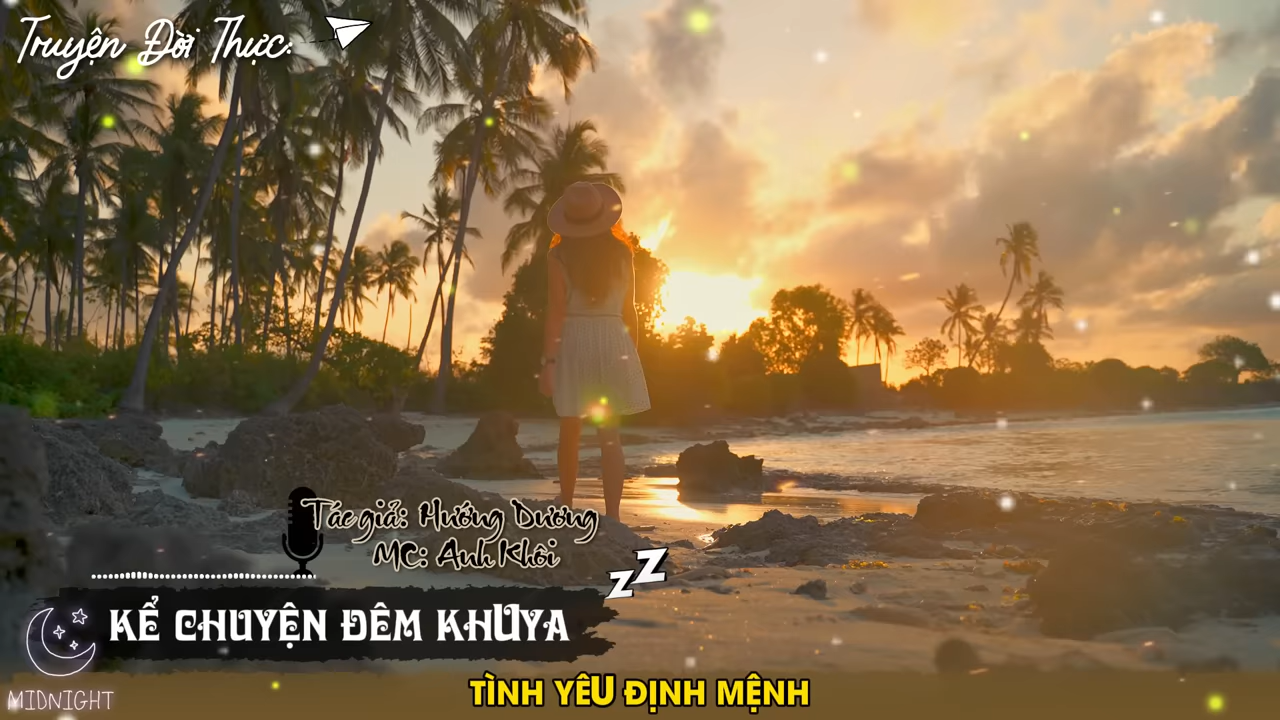 Truyện Đời Thực:
Tác giả: Hướng Dương
MC: Anh Khôi
zZ
KỂ CHUYỆN ĐÊM KHUYA
MIDNIGHT
TÌNH YÊU ĐỊNH MỆNH